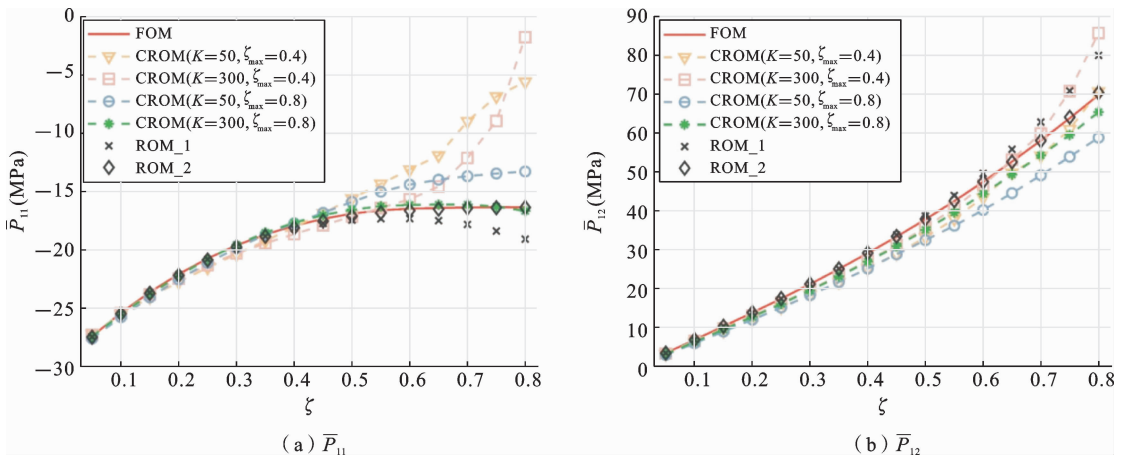 0
−5
−10
−15
−20
−25
−30
P̅₁₁(MPa)
FOM
CROM(K=50, ζmax=0.4)
CROM(K=300, ζmax=0.4)
CROM(K=50, ζmax=0.8)
CROM(K=300, ζmax=0.8)
ROM_1
ROM_2
0.1 0.2 0.3 0.4 0.5 0.6 0.7 0.8
ζ
(a) P̅₁₁
90
80
70
60
50
40
30
20
10
0
P̅₁₂(MPa)
FOM
CROM(K=50, ζmax=0.4)
CROM(K=300, ζmax=0.4)
CROM(K=50, ζmax=0.8)
CROM(K=300, ζmax=0.8)
ROM_1
ROM_2
0.1 0.2 0.3 0.4 0.5 0.6 0.7 0.8
ζ
(b) P̅₁₂